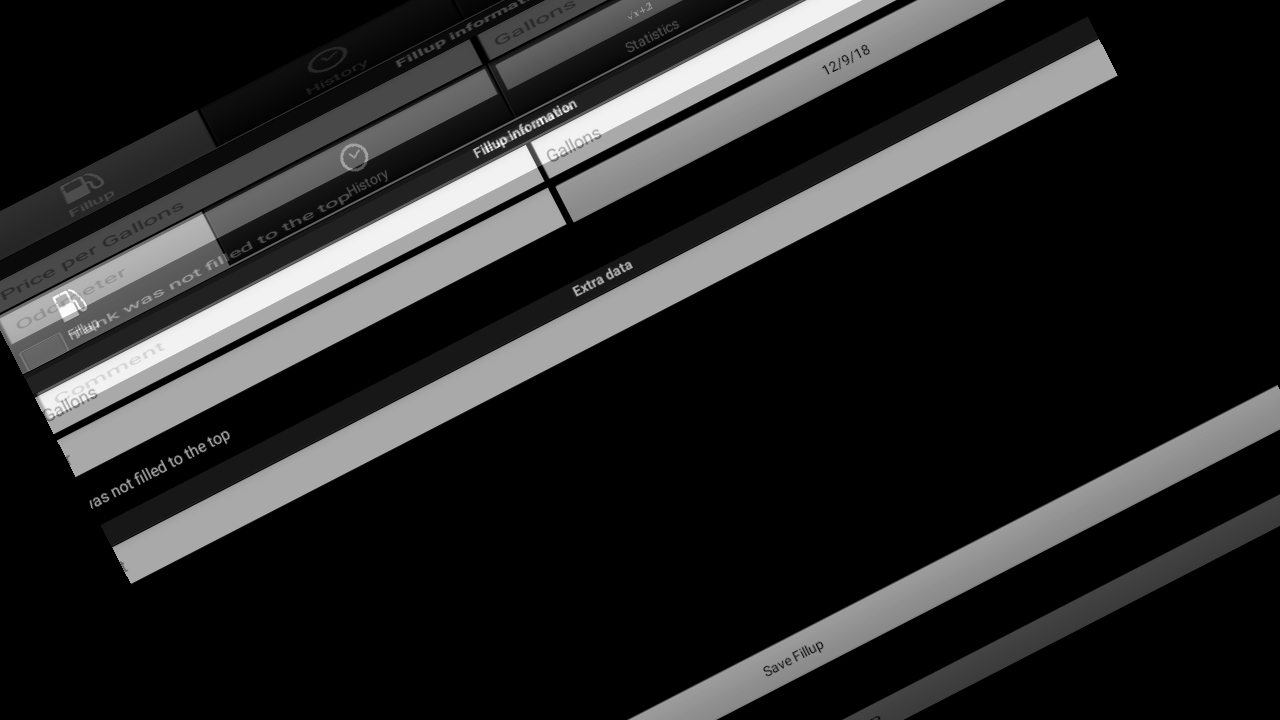 Fillup information
Gallons
√x+2
Statistics
History
Fillup
12/9/18
Price per Gallons
Fillup information
Gallons
History
Odometer
Tank was not filled to the top
Fillup
Comment
Gallons
was not filled to the top
Extra data
Save Fillup